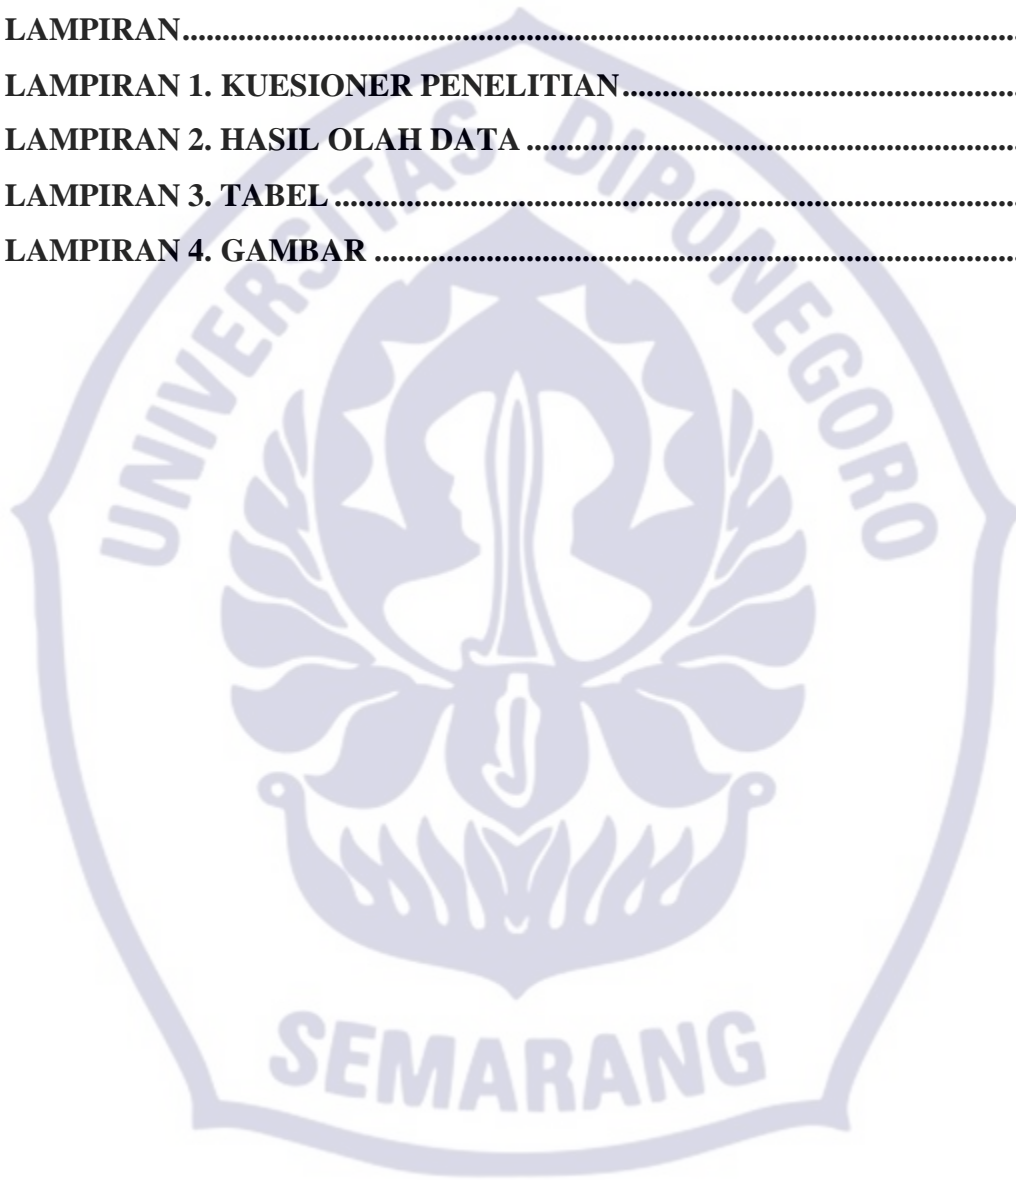 LAMPIRAN........................................................................................................
LAMPIRAN 1. KUESIONER PENELITIAN..................................................
LAMPIRAN 2. HASIL OLAH DATA ..............................................................
LAMPIRAN 3. TABEL ....................................................................................
LAMPIRAN 4. GAMBAR ................................................................................
UNIVERSITAS DIPONEGORO
SEMARANG